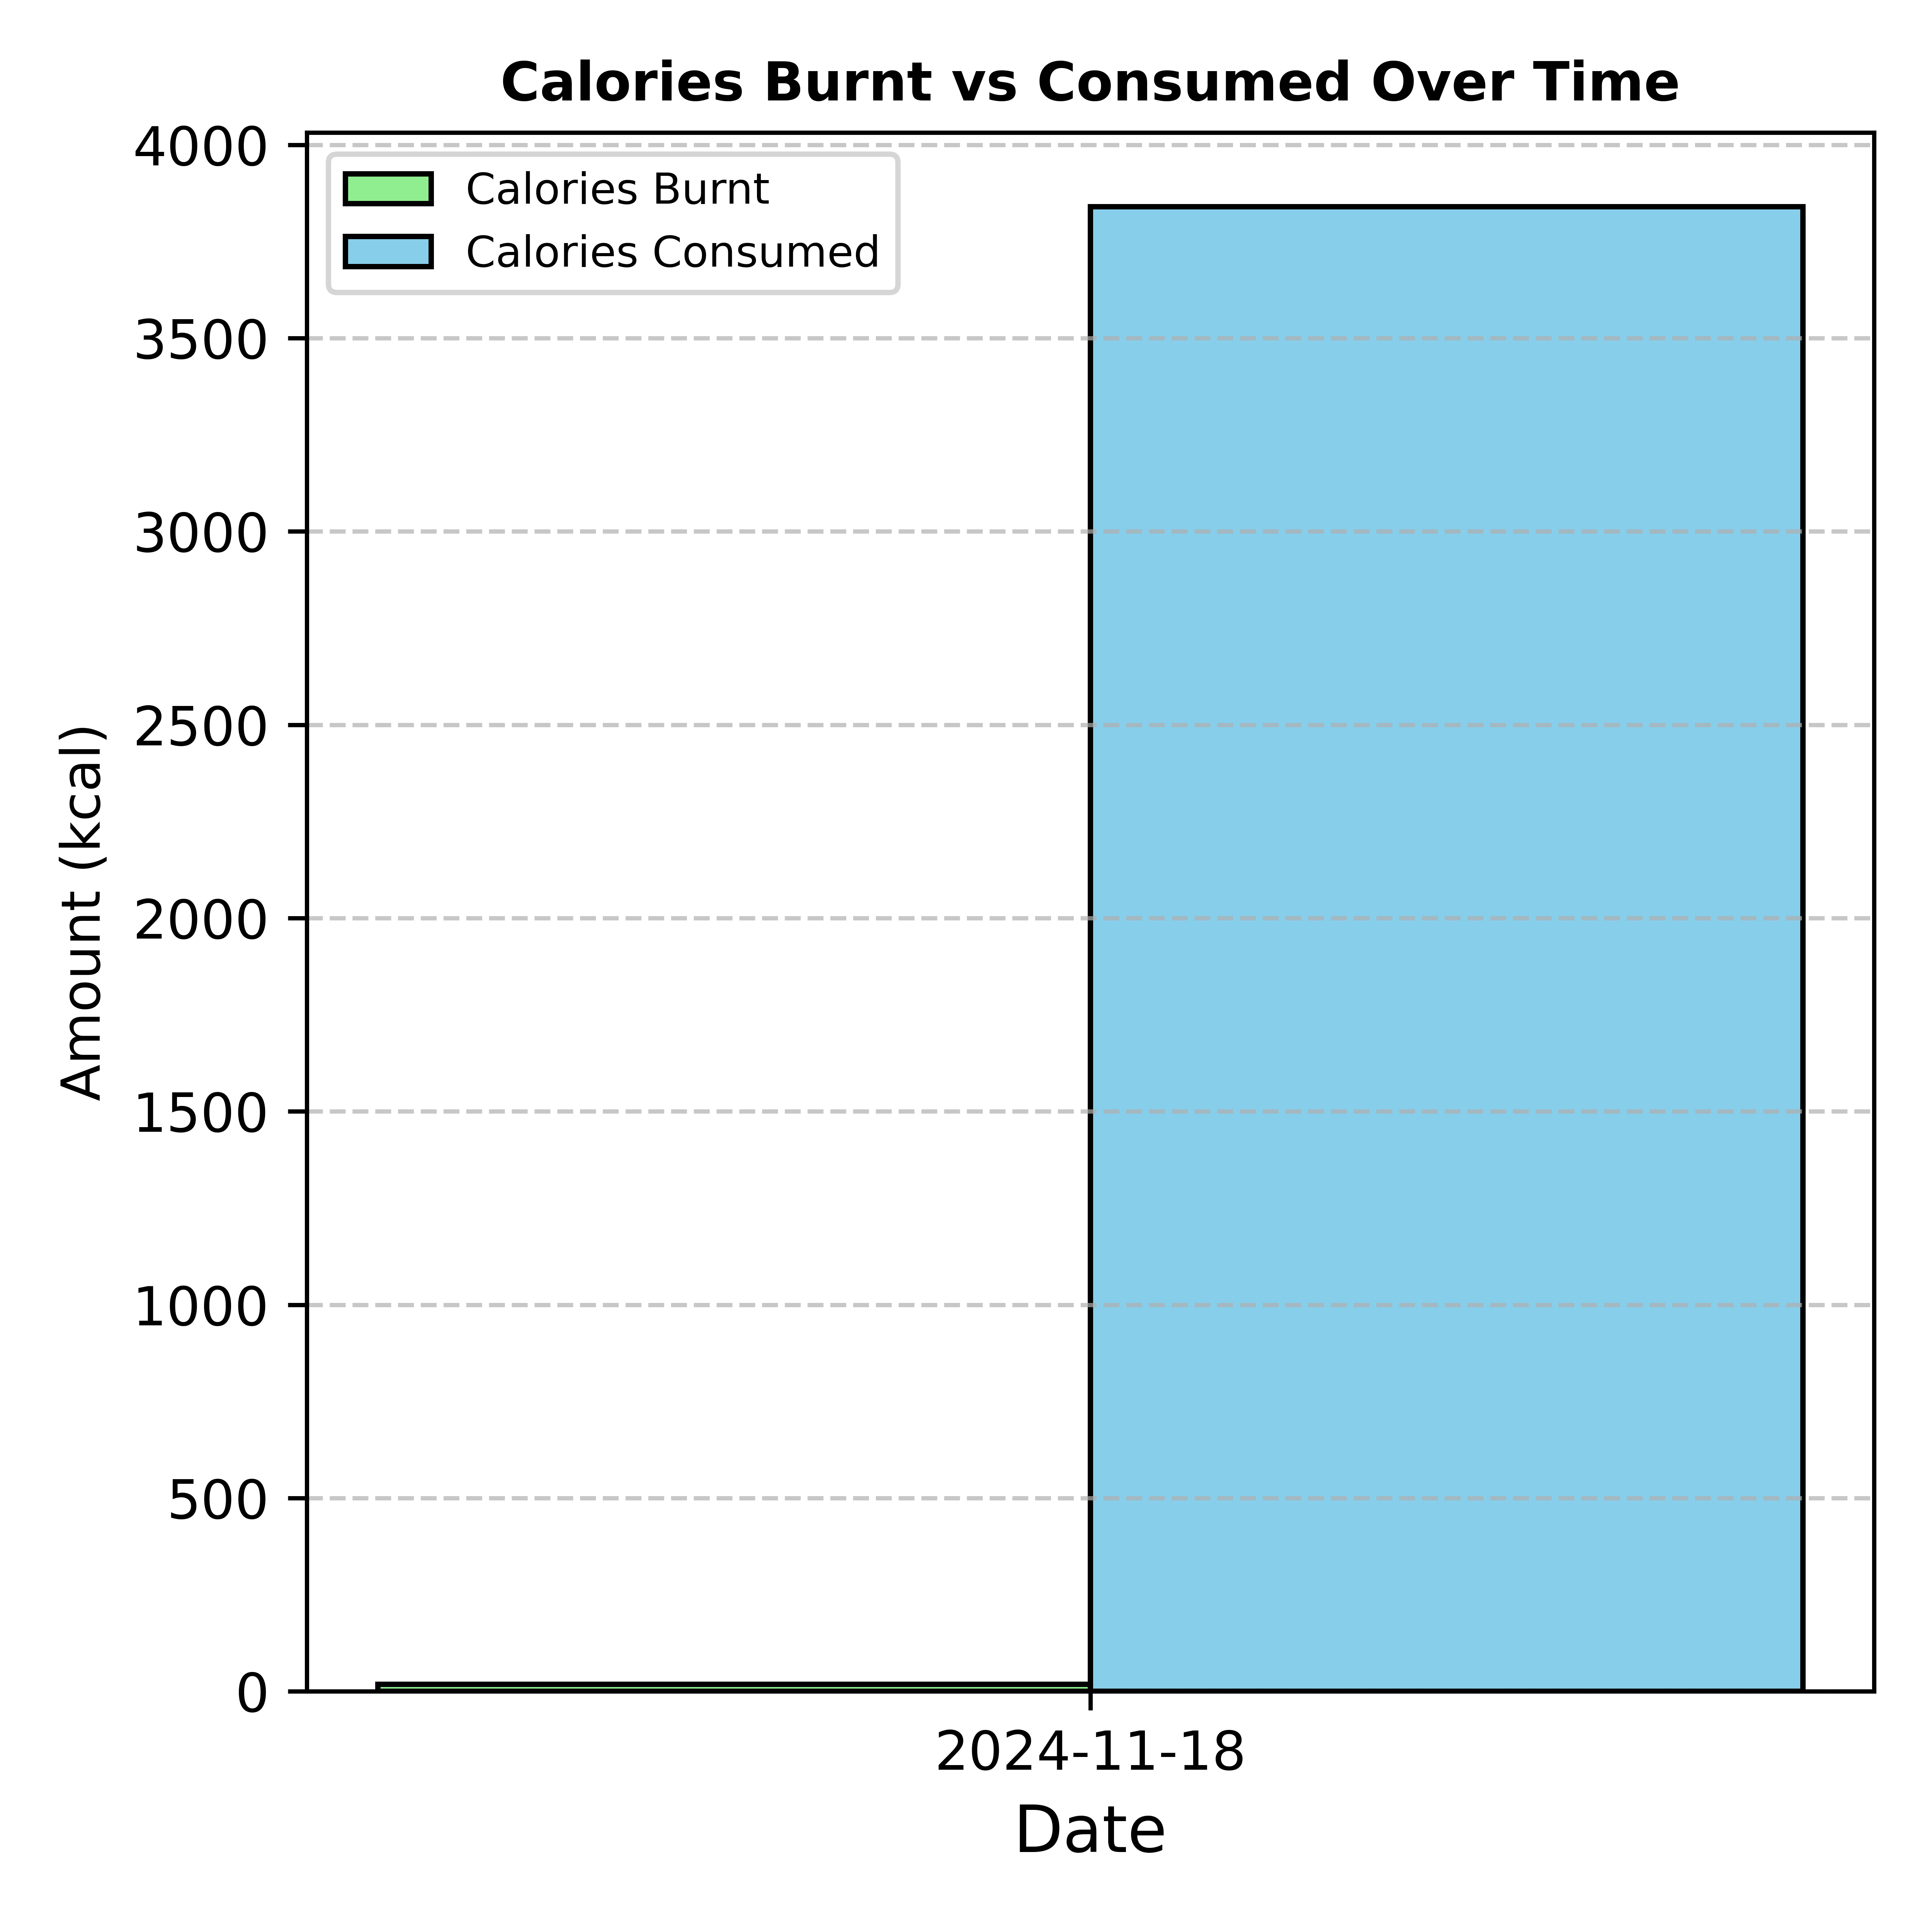 Calories Burnt vs Consumed Over Time
4000
Calories Burnt
Calories Consumed
3500
3000
2500
2000
1500
1000
500
0
Amount (kcal)
2024-11-18
Date